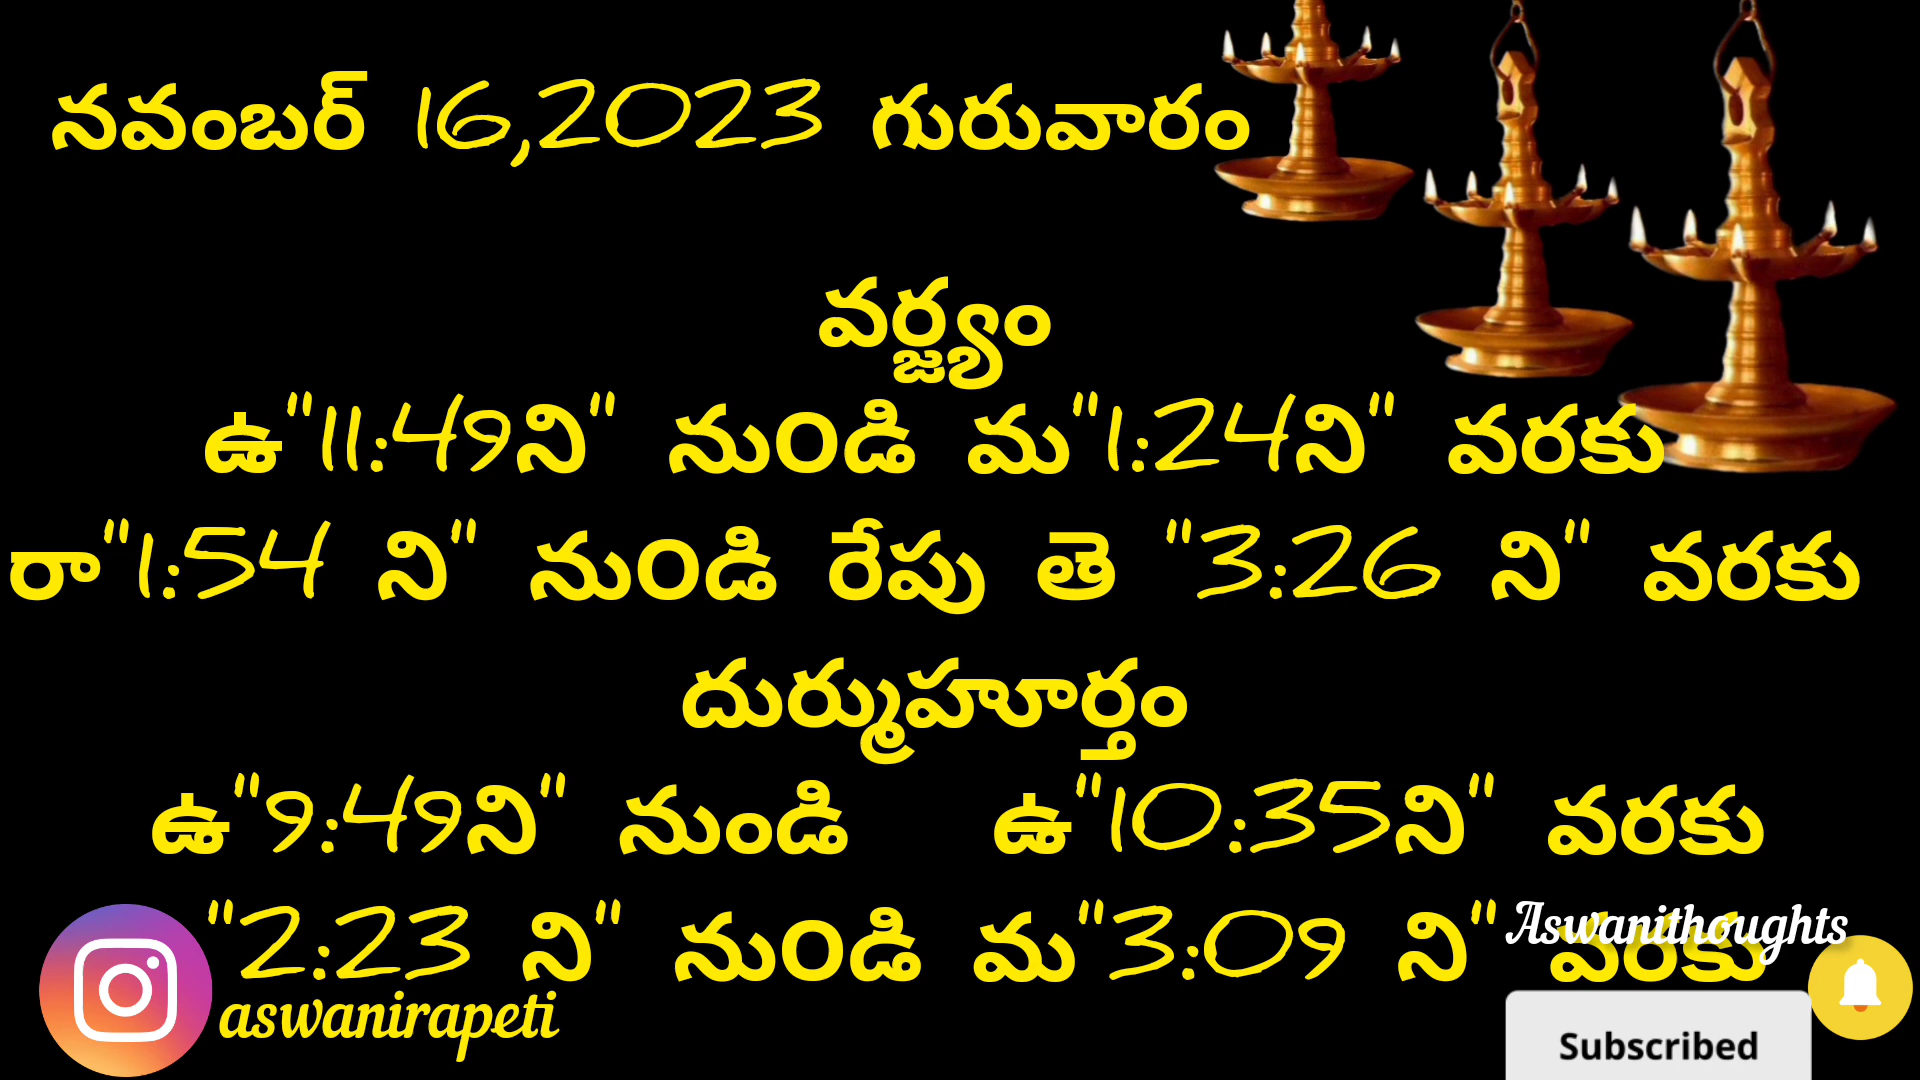 నవంబర్ 16,2023 గురువారం
వర్జ్యం
ఉ"11:49ని" నుండి మ"1:24ని" వరకు
రా"1:54 ని" నుండి రేపు తె "3:26 ని" వరకు
దుర్ముహూర్తం
ఉ"9:49ని" నుండి ఉ"10:35ని" వరకు
"2:23 ని" నుండి మ"3:09 ని" వరకు
Aswanithoughts
aswanirapeti
Subscribed